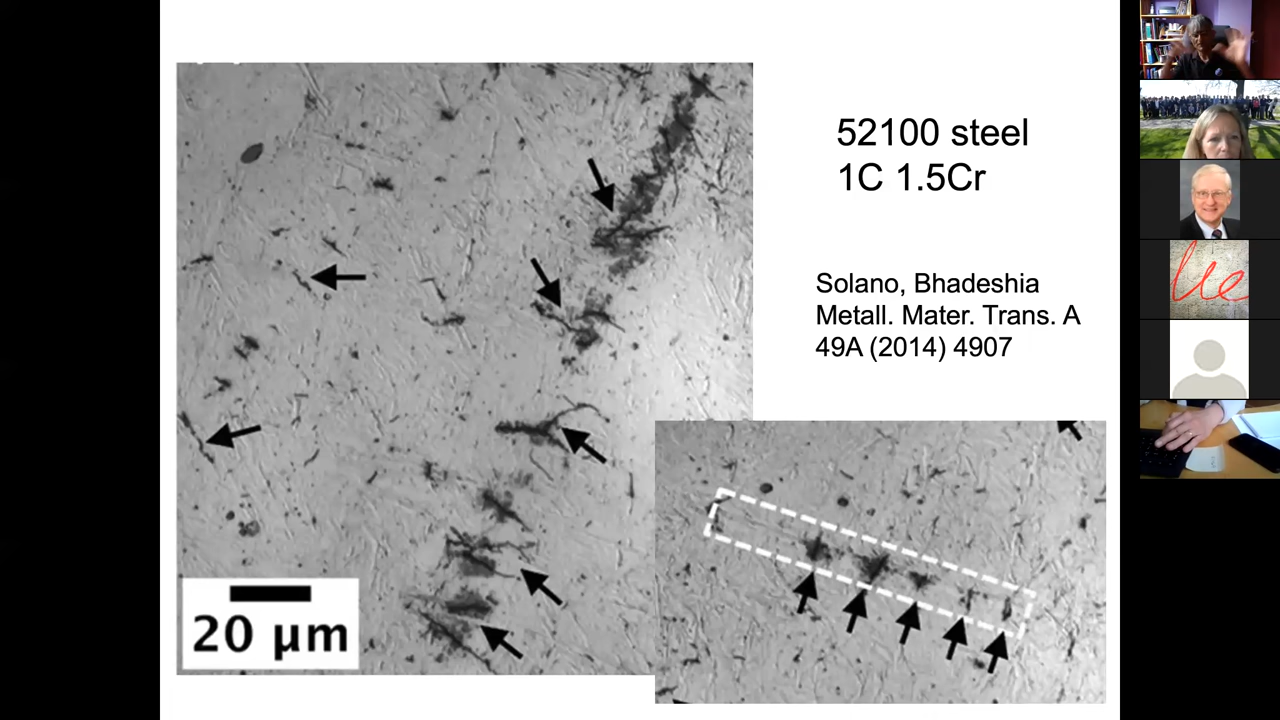 52100 steel
1C 1.5Cr
Solano, Bhadeshia
Metall. Mater. Trans. A
49A (2014) 4907
20 µm